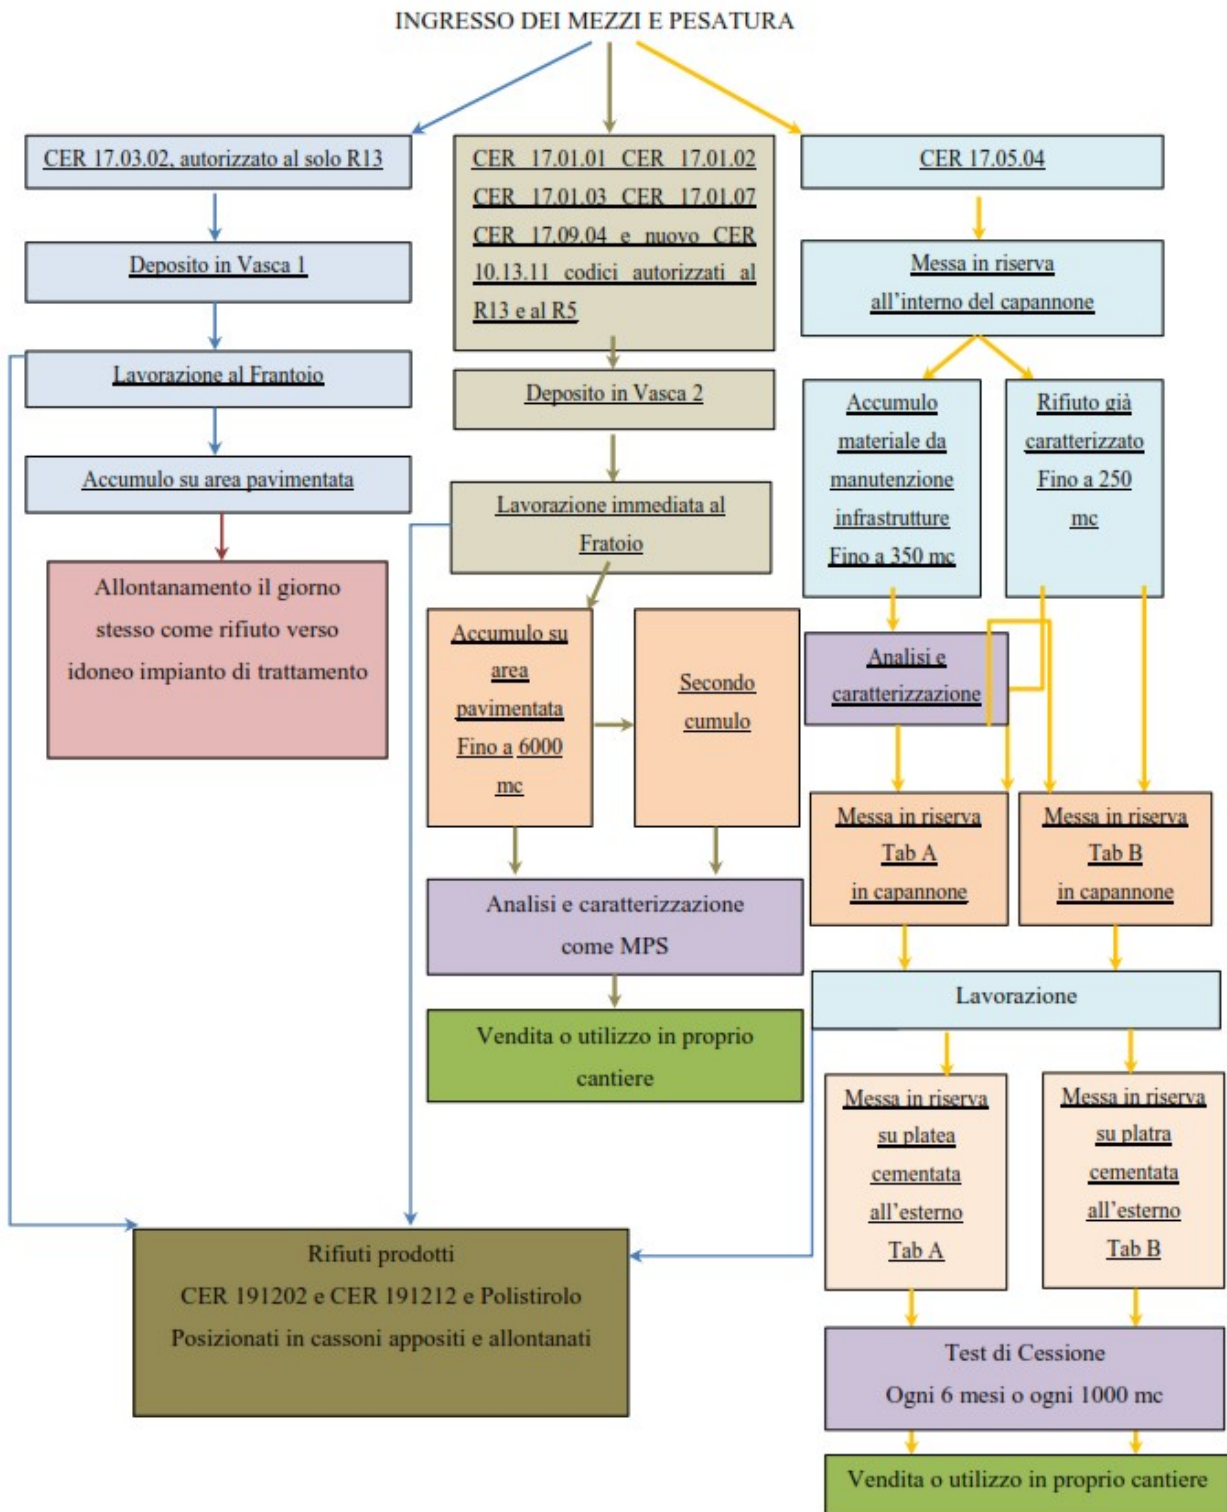 INGRESSO DEI MEZZI E PESATURA
CER 17.03.02, autorizzato al solo R13
Deposito in Vasca 1
Lavorazione al Frantoio
Accumulo su area pavimentata
Allontanamento il giorno
stesso come rifiuto verso
idoneo impianto di trattamento
CER 17.01.01 CER 17.01.02
CER 17.01.03 CER 17.01.07
CER 17.09.04 e nuovo CER
10.13.11 codici autorizzati al
R13 e al R5
Deposito in Vasca 2
Lavorazione immediata al
Fratoio
Accumulo su
area
pavimentata
Fino a 6000
mc
Secondo
cumulo
Analisi e caratterizzazione
come MPS
Vendita o utilizzo in proprio
cantiere
CER 17.05.04
Messa in riserva
all'interno del capannone
Accumulo
materiale da
manutenzione
infrastrutture
Fino a 350 mc
Rifiuto già
caratterizzato
Fino a 250
mc
Analisi e
caratterizzazione
Messa in riserva
Tab A
in capannone
Messa in riserva
Tab B
in capannone
Lavorazione
Messa in riserva
su platea
cementata
all'esterno
Tab A
Messa in riserva
su platra
cementata
all'esterno
Tab B
Test di Cessione
Ogni 6 mesi o ogni 1000 mc
Vendita o utilizzo in proprio cantiere
Rifiuti prodotti
CER 191202 e CER 191212 e Polistirolo
Posizionati in cassoni appositi e allontanati